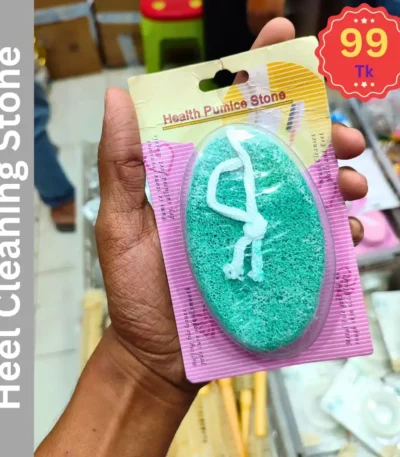 99
Tk
Health Pumice Stone
Heel Cleaning Stone